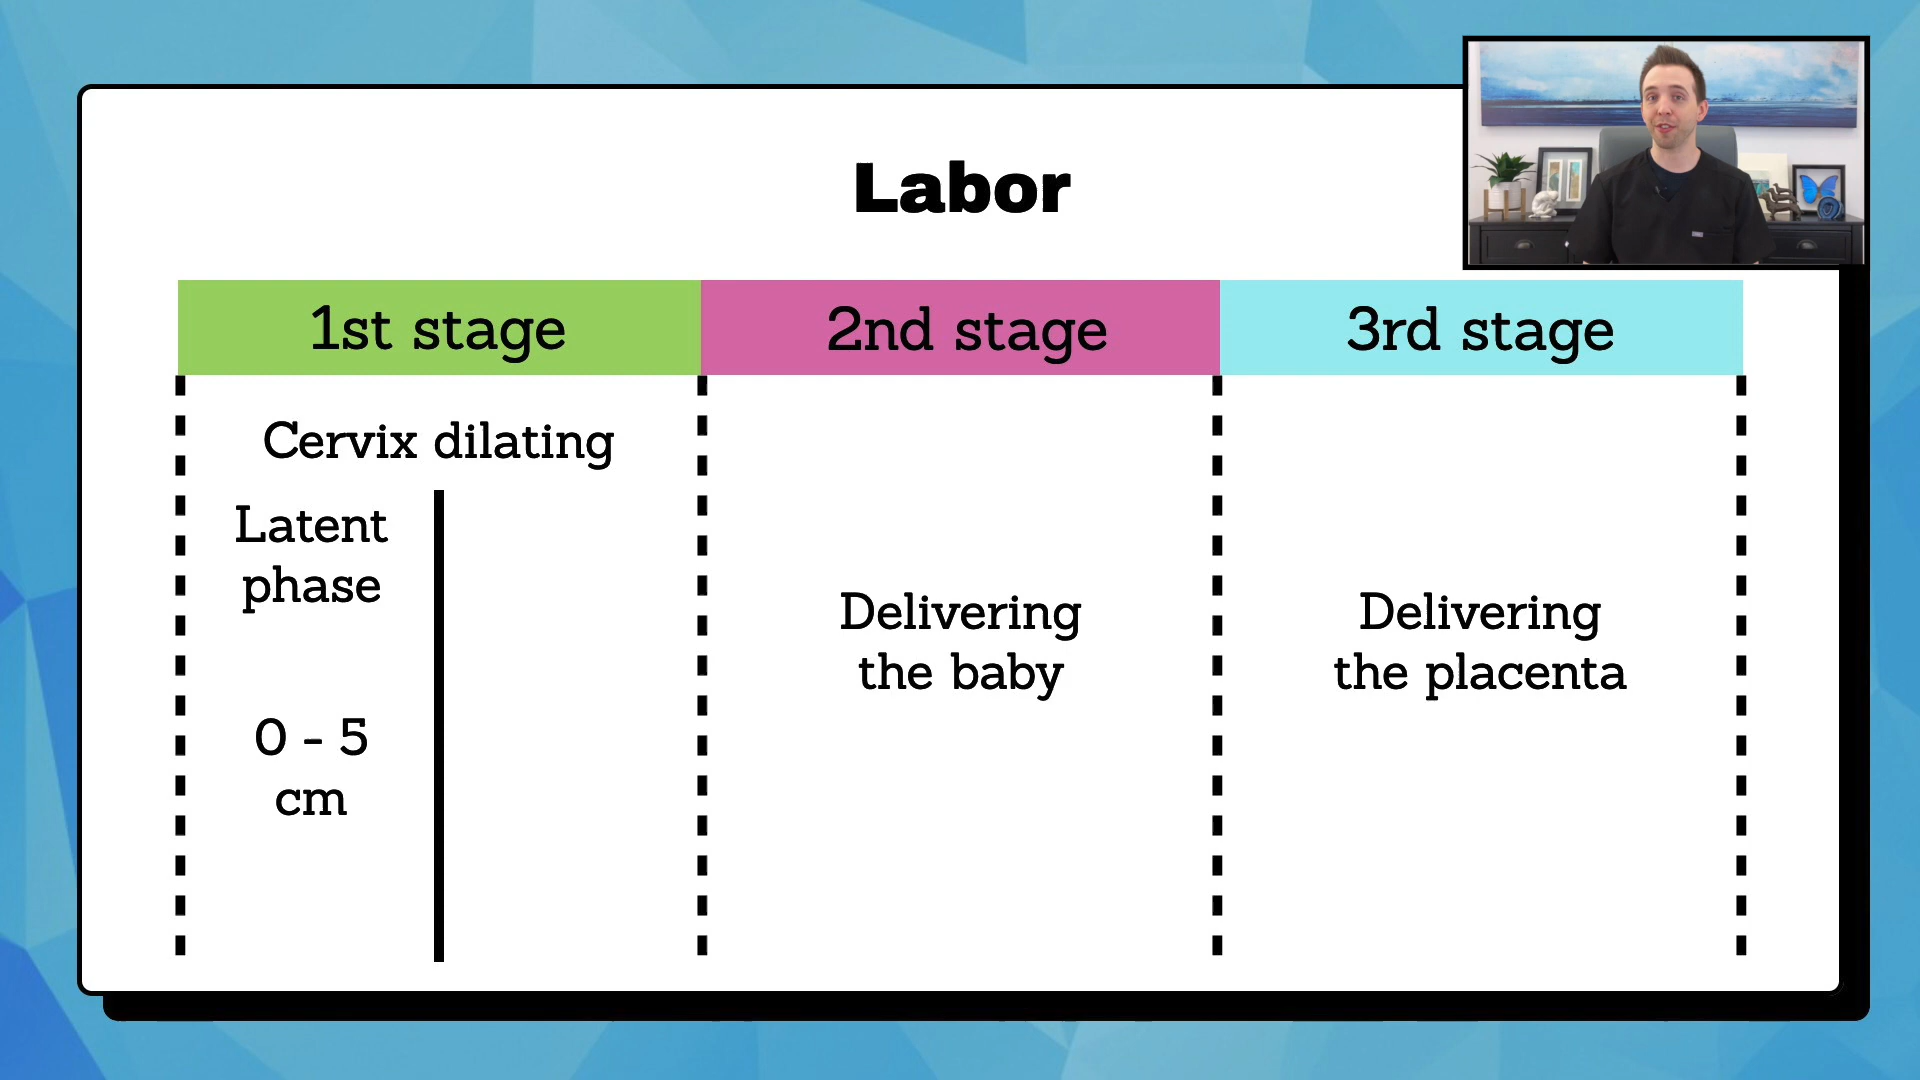 Labor
1st stage
2nd stage
3rd stage
Cervix dilating
Latent
phase
0 - 5
cm
Delivering
the baby
Delivering
the placenta